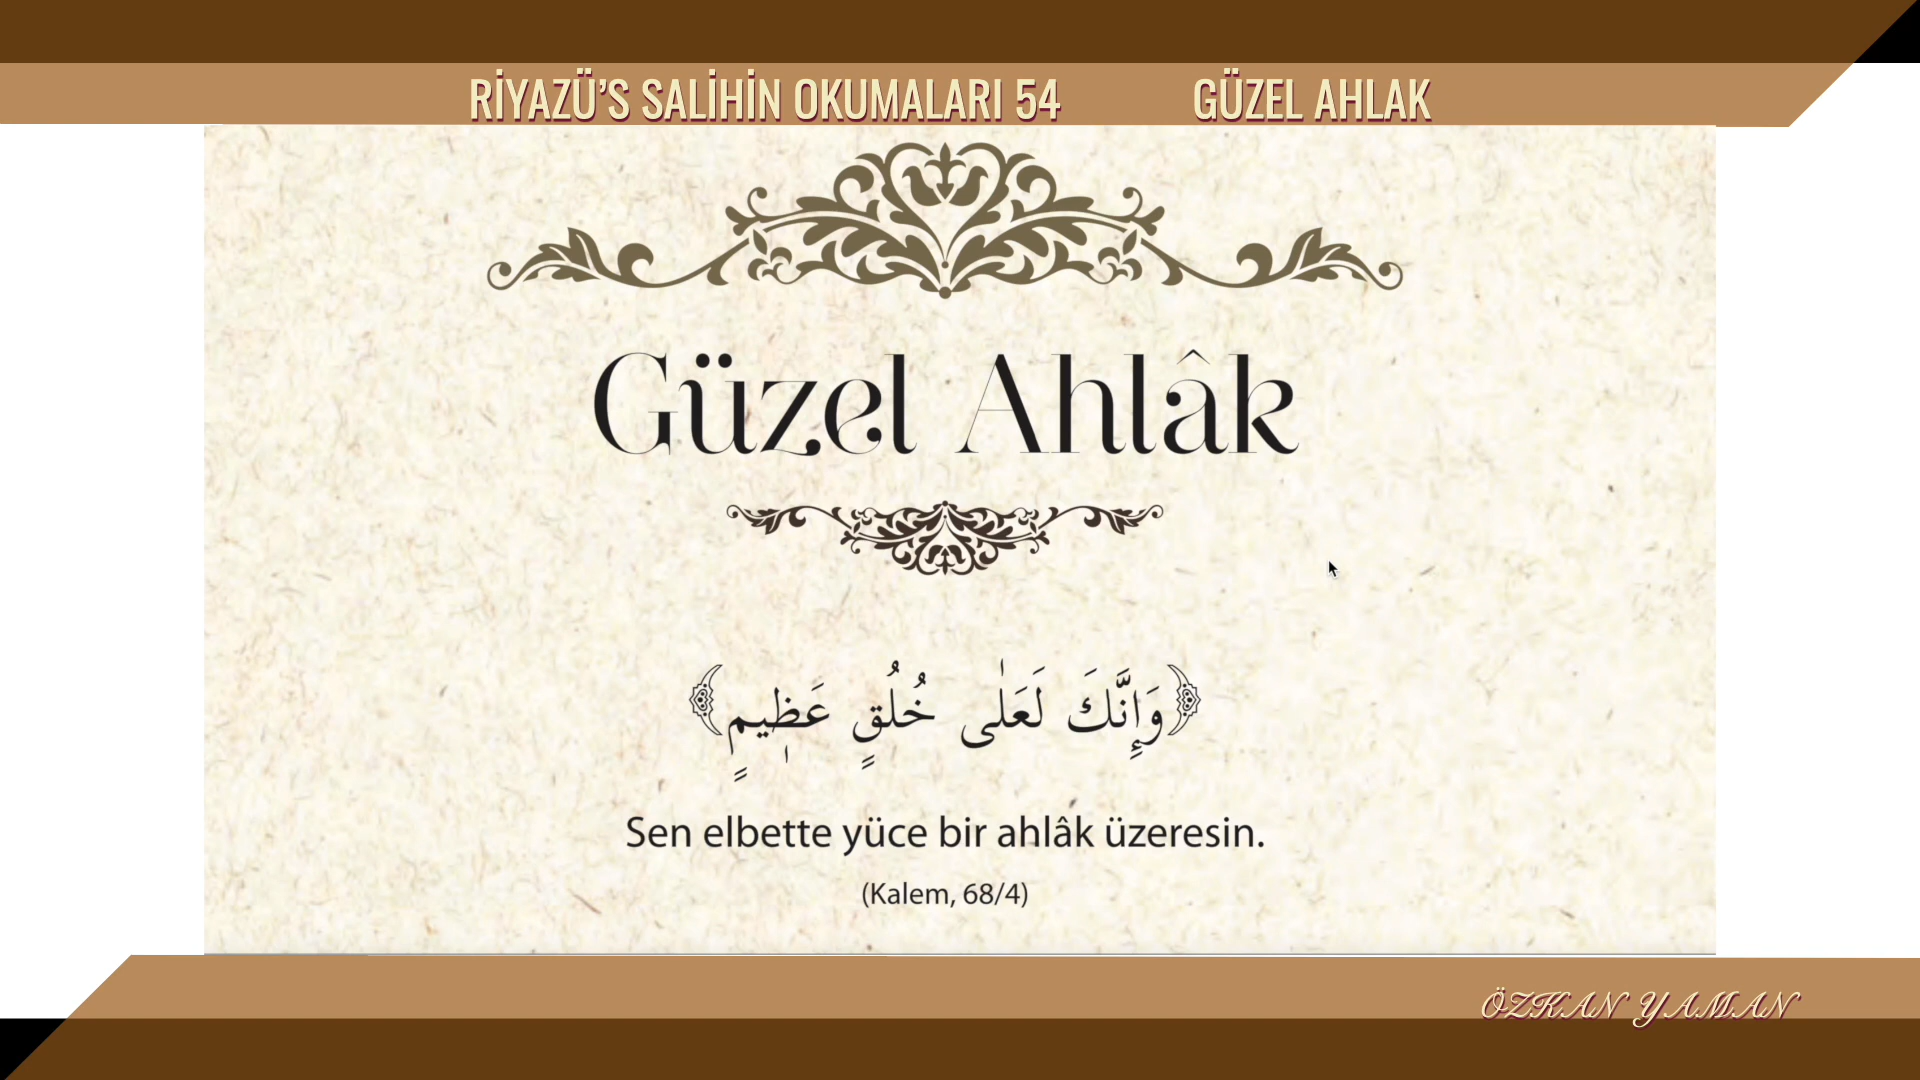 RİYAZÜ’S SALİHİN OKUMALARI 54 GÜZEL AHLAK
Güzel Ahlâk
﴿وَإِنَّكَ لَعَلٰى خُلُقٍ عَظ۪يمٍ﴾
Sen elbette yüce bir ahlâk üzeresin.
(Kalem, 68/4)
ÖZKAN YAMAN